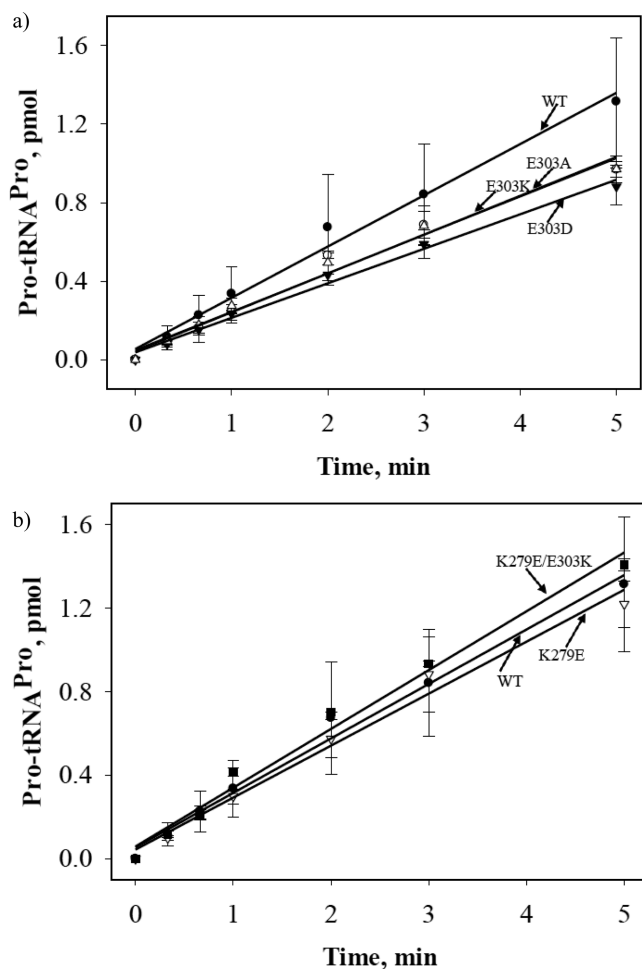 a)
1.6
1.2
0.8
0.4
0.0
Pro-tRNAPro, pmol
WT
E303A
E303K
E303D
0 1 2 3 4 5
Time, min
b)
1.6
1.2
0.8
0.4
0.0
Pro-tRNAPro, pmol
K279E/E303K
K279E
WT
0 1 2 3 4 5
Time, min